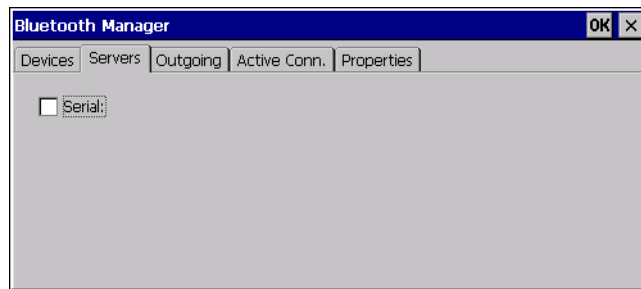 Bluetooth Manager OK ×
Devices Servers Outgoing Active Conn. Properties
Serial: